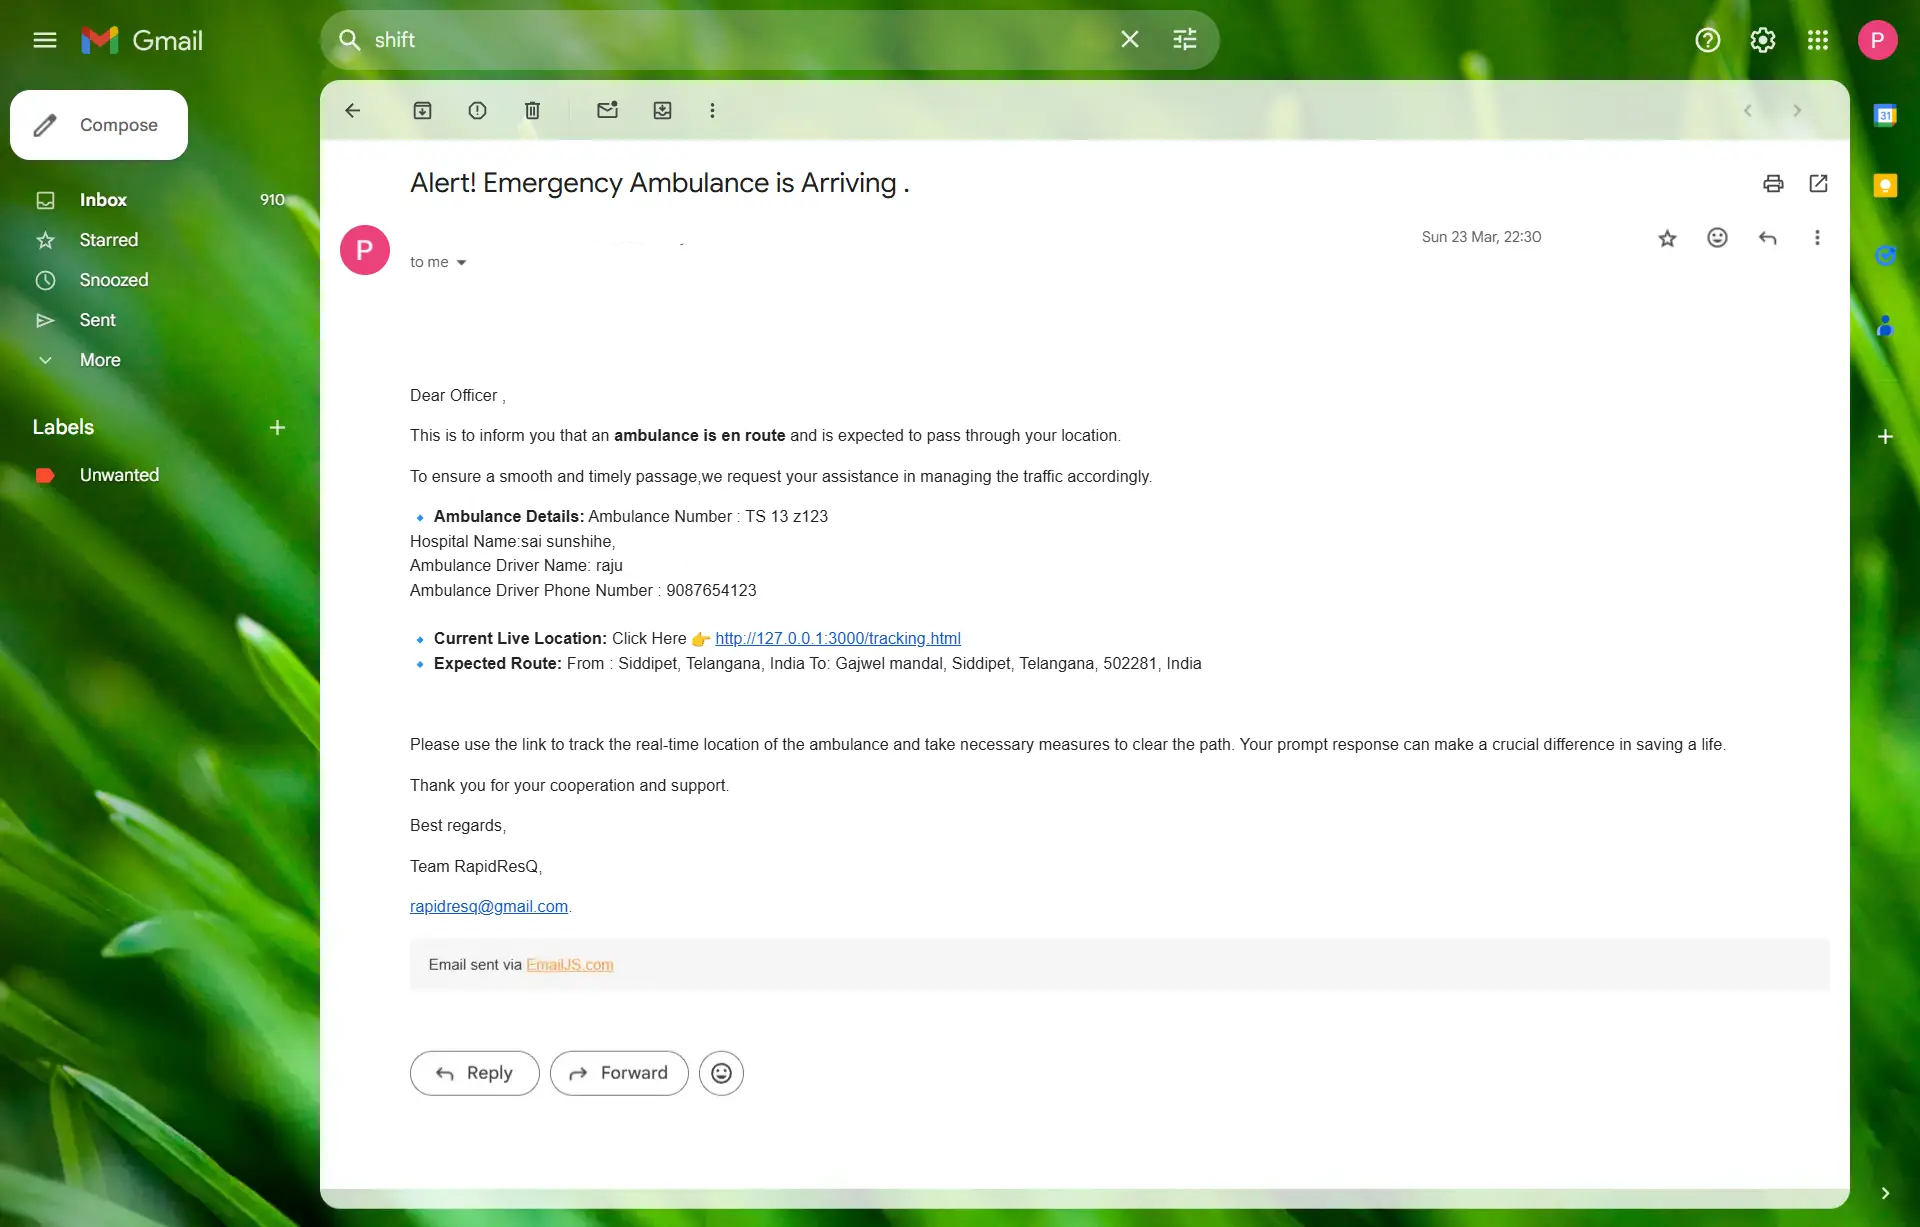 Gmail
shift
P
Compose
Inbox 910
Starred
Snoozed
Sent
More
Labels
Unwanted
31
Alert! Emergency Ambulance is Arriving .
P
Sun 23 Mar, 22:30
to me
Dear Officer ,
This is to inform you that an ambulance is en route and is expected to pass through your location.
To ensure a smooth and timely passage,we request your assistance in managing the traffic accordingly.
🔹 Ambulance Details: Ambulance Number : TS 13 z123
Hospital Name:sai sunshihe,
Ambulance Driver Name: raju
Ambulance Driver Phone Number : 9087654123
🔹 Current Live Location: Click Here 👉 http://127.0.0.1:3000/tracking.html
🔹 Expected Route: From : Siddipet, Telangana, India To: Gajwel mandal, Siddipet, Telangana, 502281, India
Please use the link to track the real-time location of the ambulance and take necessary measures to clear the path. Your prompt response can make a crucial difference in saving a life.
Thank you for your cooperation and support.
Best regards,
Team RapidResQ,
rapidresq@gmail.com.
Email sent via EmailJS.com
Reply
Forward